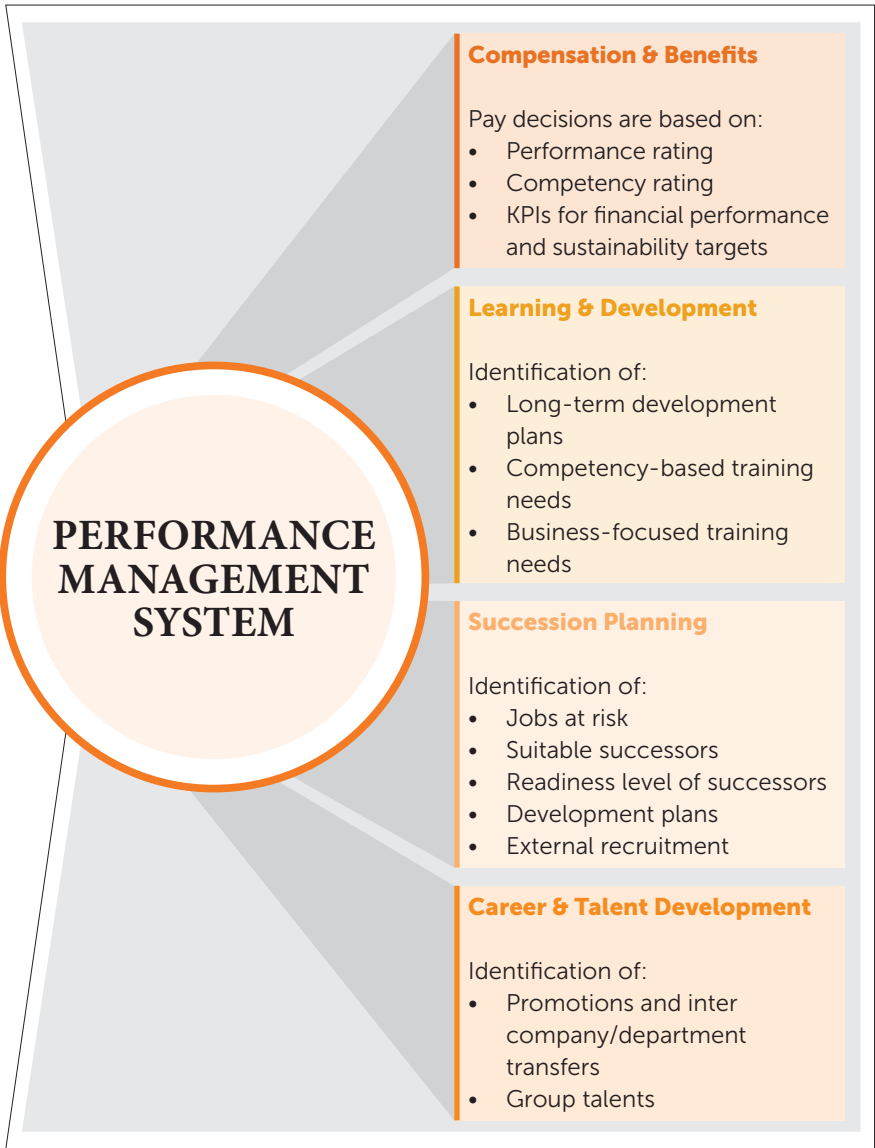 Compensation & Benefits
Pay decisions are based on:
• Performance rating
• Competency rating
• KPIs for financial performance
and sustainability targets
Learning & Development
Identification of:
• Long-term development
plans
• Competency-based training
needs
• Business-focused training
needs
PERFORMANCE
MANAGEMENT
SYSTEM
Succession Planning
Identification of:
• Jobs at risk
• Suitable successors
• Readiness level of successors
• Development plans
• External recruitment
Career & Talent Development
Identification of:
• Promotions and inter
company/department
transfers
• Group talents